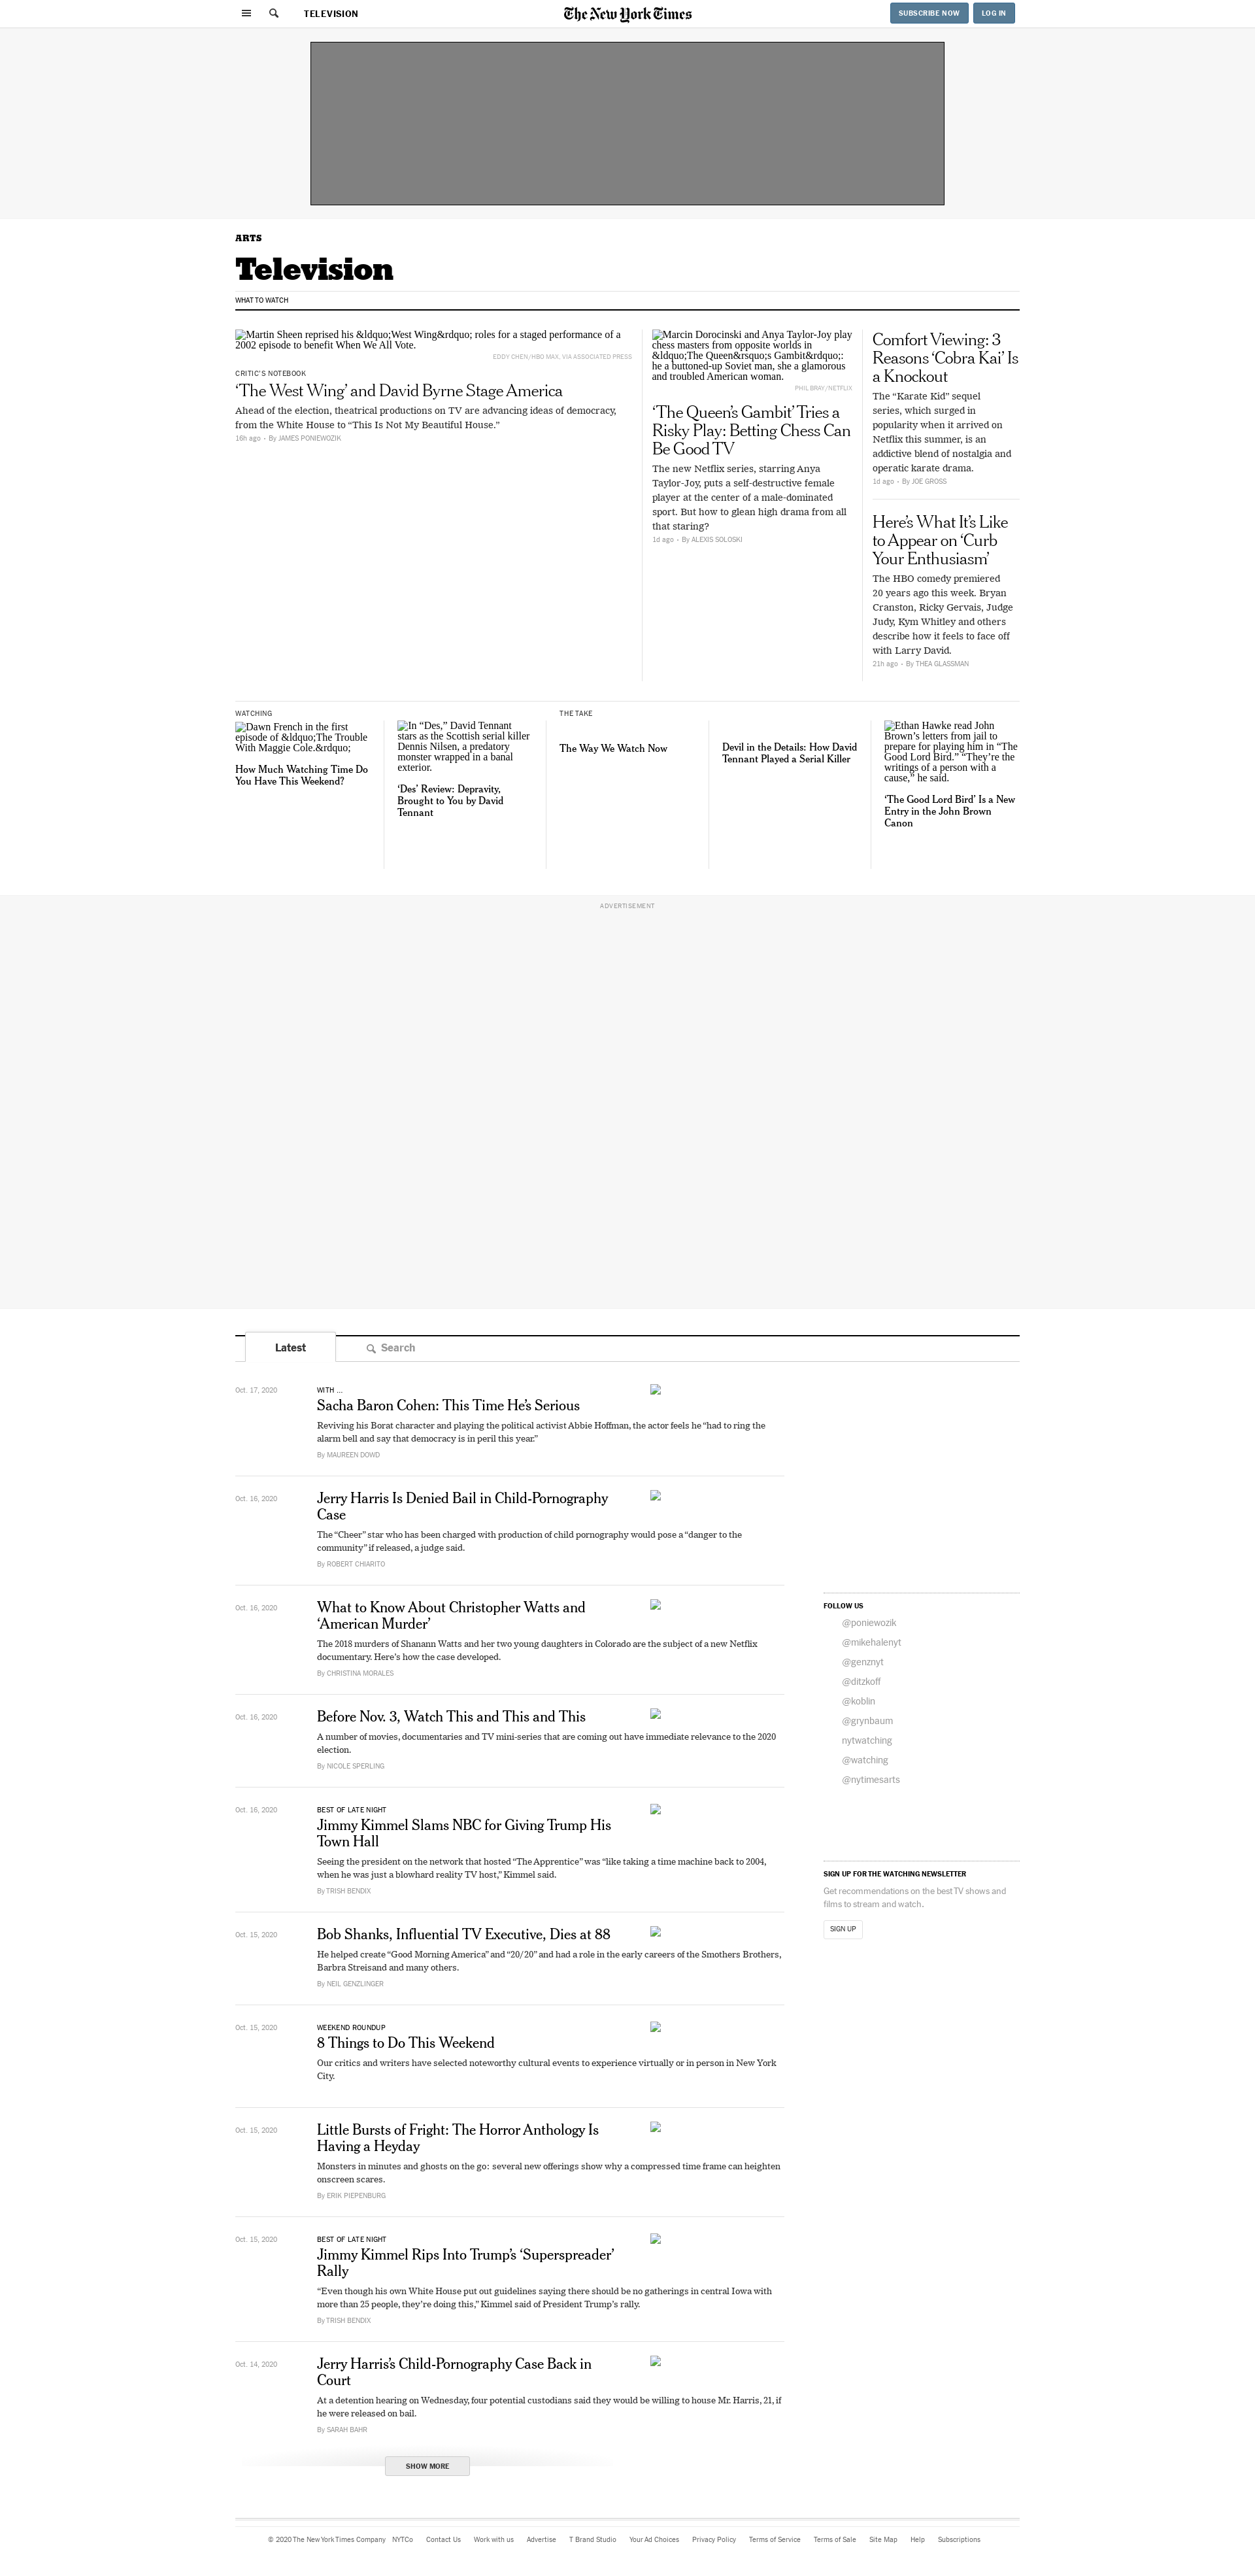 TELEVISION
The New York Times
SUBSCRIBE NOW
LOG IN
ARTS
Television
WHAT TO WATCH
Martin Sheen reprised his &ldquo;West Wing&rdquo; roles for a staged performance of a
2002 episode to benefit When We All Vote.
EDDY CHEN/HBO MAX, VIA ASSOCIATED PRESS
CRITIC'S NOTEBOOK
‘The West Wing’ and David Byrne Stage America
Ahead of the election, theatrical productions on TV are advancing ideas of democracy,
from the White House to “This Is Not My Beautiful House.”
16h ago - By JAMES PONIEWOZIK
Marcin Dorocinski and Anya Taylor-Joy play
chess masters from opposite worlds in
&ldquo;The Queen&rsquo;s Gambit&rdquo;:
he a buttoned-up Soviet man, she a glamorous
and troubled American woman.
PHIL BRAY/NETFLIX
‘The Queen’s Gambit’ Tries a
Risky Play: Betting Chess Can
Be Good TV
The new Netflix series, starring Anya
Taylor-Joy, puts a self-destructive female
player at the center of a male-dominated
sport. But how to glean high drama from all
that staring?
1d ago - By ALEXIS SOLOSKI
Comfort Viewing: 3
Reasons ‘Cobra Kai’ Is
a Knockout
The “Karate Kid” sequel
series, which surged in
popularity when it arrived on
Netflix this summer, is an
addictive blend of nostalgia and
operatic karate drama.
1d ago - By JOE GROSS
Here’s What It’s Like
to Appear on ‘Curb
Your Enthusiasm’
The HBO comedy premiered
20 years ago this week. Bryan
Cranston, Ricky Gervais, Judge
Judy, Kym Whitley and others
describe how it feels to face off
with Larry David.
21h ago - By THEA GLASSMAN
WATCHING
Dawn French in the first
episode of &ldquo;The Trouble
With Maggie Cole.&rdquo;
How Much Watching Time Do
You Have This Weekend?
In “Des,” David Tennant
stars as the Scottish serial killer
Dennis Nilsen, a predatory
monster wrapped in a banal
exterior.
‘Des’ Review: Depravity,
Brought to You by David
Tennant
THE TAKE
The Way We Watch Now
Devil in the Details: How David
Tennant Played a Serial Killer
Ethan Hawke read John
Brown’s letters from jail to
prepare for playing him in “The
Good Lord Bird.” “They’re the
writings of a person with a
cause,” he said.
‘The Good Lord Bird’ Is a New
Entry in the John Brown
Canon
ADVERTISEMENT
Latest
Search
Oct. 17, 2020
WITH ...
Sacha Baron Cohen: This Time He’s Serious
Reviving his Borat character and playing the political activist Abbie Hoffman, the actor feels he “had to ring the
alarm bell and say that democracy is in peril this year.”
By MAUREEN DOWD
Oct. 16, 2020
Jerry Harris Is Denied Bail in Child-Pornography
Case
The “Cheer” star who has been charged with production of child pornography would pose a “danger to the
community” if released, a judge said.
By ROBERT CHIARITO
Oct. 16, 2020
What to Know About Christopher Watts and
‘American Murder’
The 2018 murders of Shanann Watts and her two young daughters in Colorado are the subject of a new Netflix
documentary. Here’s how the case developed.
By CHRISTINA MORALES
Oct. 16, 2020
Before Nov. 3, Watch This and This and This
A number of movies, documentaries and TV mini-series that are coming out have immediate relevance to the 2020
election.
By NICOLE SPERLING
Oct. 16, 2020
BEST OF LATE NIGHT
Jimmy Kimmel Slams NBC for Giving Trump His
Town Hall
Seeing the president on the network that hosted “The Apprentice” was “like taking a time machine back to 2004,
when he was just a blowhard reality TV host,” Kimmel said.
By TRISH BENDIX
Oct. 15, 2020
Bob Shanks, Influential TV Executive, Dies at 88
He helped create “Good Morning America” and “20/20” and had a role in the early careers of the Smothers Brothers,
Barbra Streisand and many others.
By NEIL GENZLINGER
Oct. 15, 2020
WEEKEND ROUNDUP
8 Things to Do This Weekend
Our critics and writers have selected noteworthy cultural events to experience virtually or in person in New York
City.
Oct. 15, 2020
Little Bursts of Fright: The Horror Anthology Is
Having a Heyday
Monsters in minutes and ghosts on the go: several new offerings show why a compressed time frame can heighten
onscreen scares.
By ERIK PIEPENBURG
Oct. 15, 2020
BEST OF LATE NIGHT
Jimmy Kimmel Rips Into Trump’s ‘Superspreader’
Rally
“Even though his own White House put out guidelines saying there should be no gatherings in central Iowa with
more than 25 people, they’re doing this,” Kimmel said of President Trump’s rally.
By TRISH BENDIX
Oct. 14, 2020
Jerry Harris’s Child-Pornography Case Back in
Court
At a detention hearing on Wednesday, four potential custodians said they would be willing to house Mr. Harris, 21, if
he were released on bail.
By SARAH BAHR
SHOW MORE
FOLLOW US
@poniewozik
@mikehalenyt
@genznyt
@ditzkoff
@koblin
@grynbaum
nytwatching
@watching
@nytimesarts
SIGN UP FOR THE WATCHING NEWSLETTER
Get recommendations on the best TV shows and
films to stream and watch.
SIGN UP
© 2020 The New York Times Company NYTCo Contact Us Work with us Advertise T Brand Studio Your Ad Choices Privacy Policy Terms of Service Terms of Sale Site Map Help Subscriptions